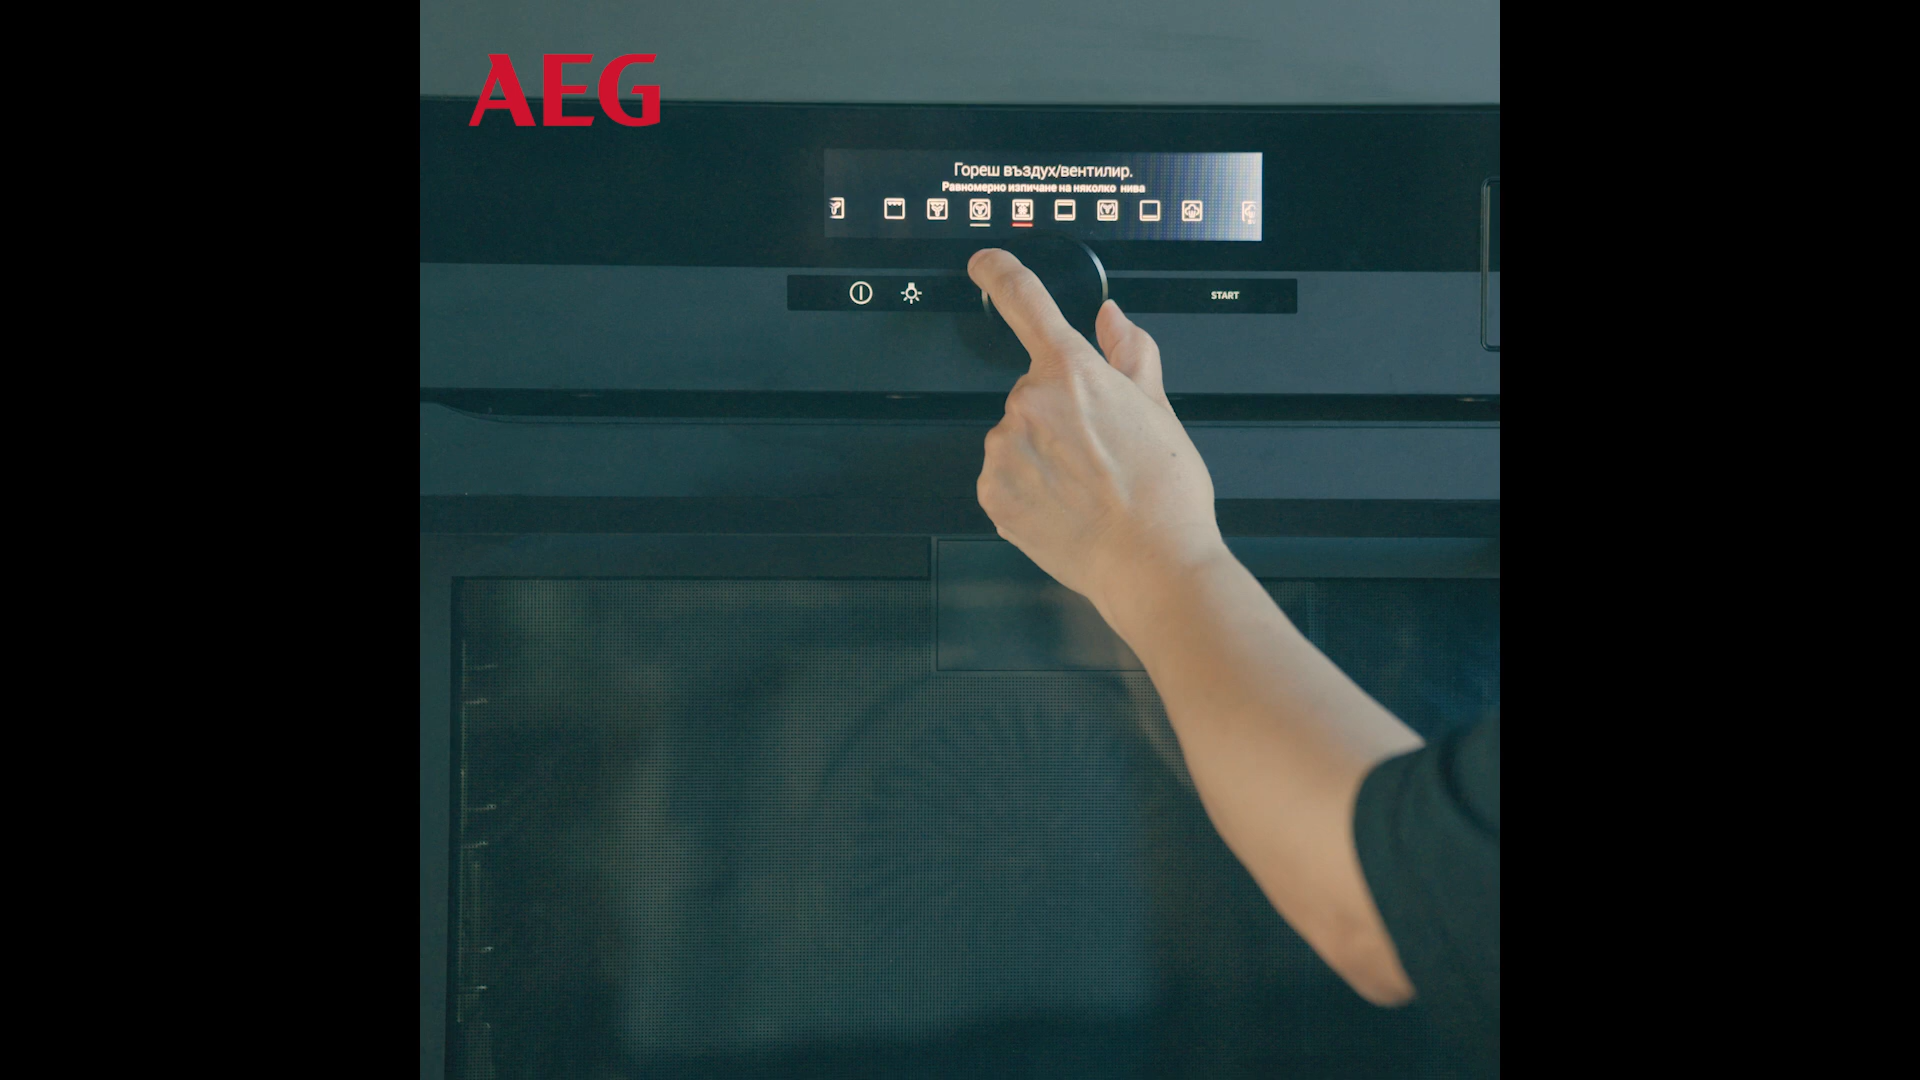 AEG
Гореш въздух/вентилир.
Равномерно изпичане на няколко нива
START